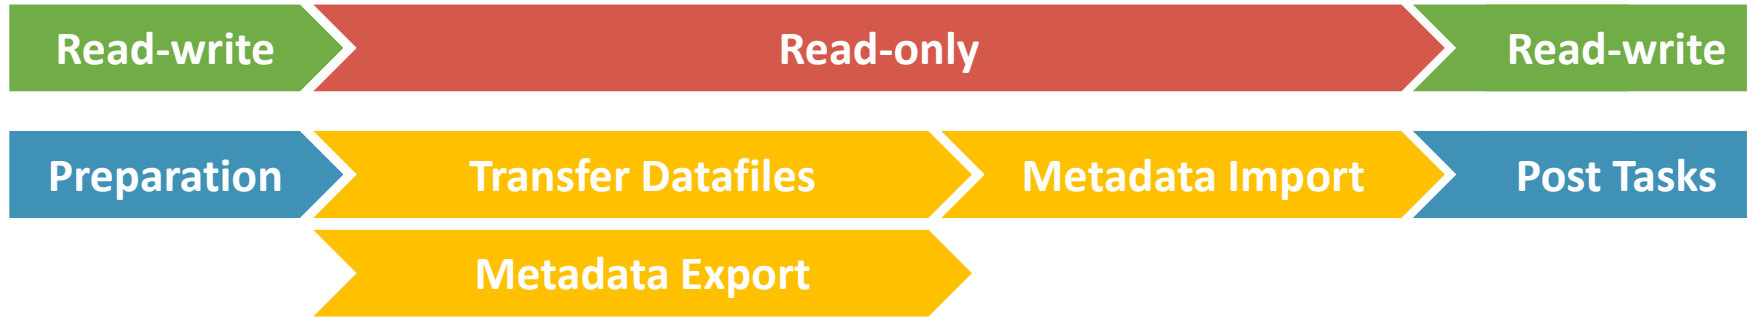 Read-write Read-only Read-write
Preparation Transfer Datafiles Metadata Import Post Tasks
Metadata Export